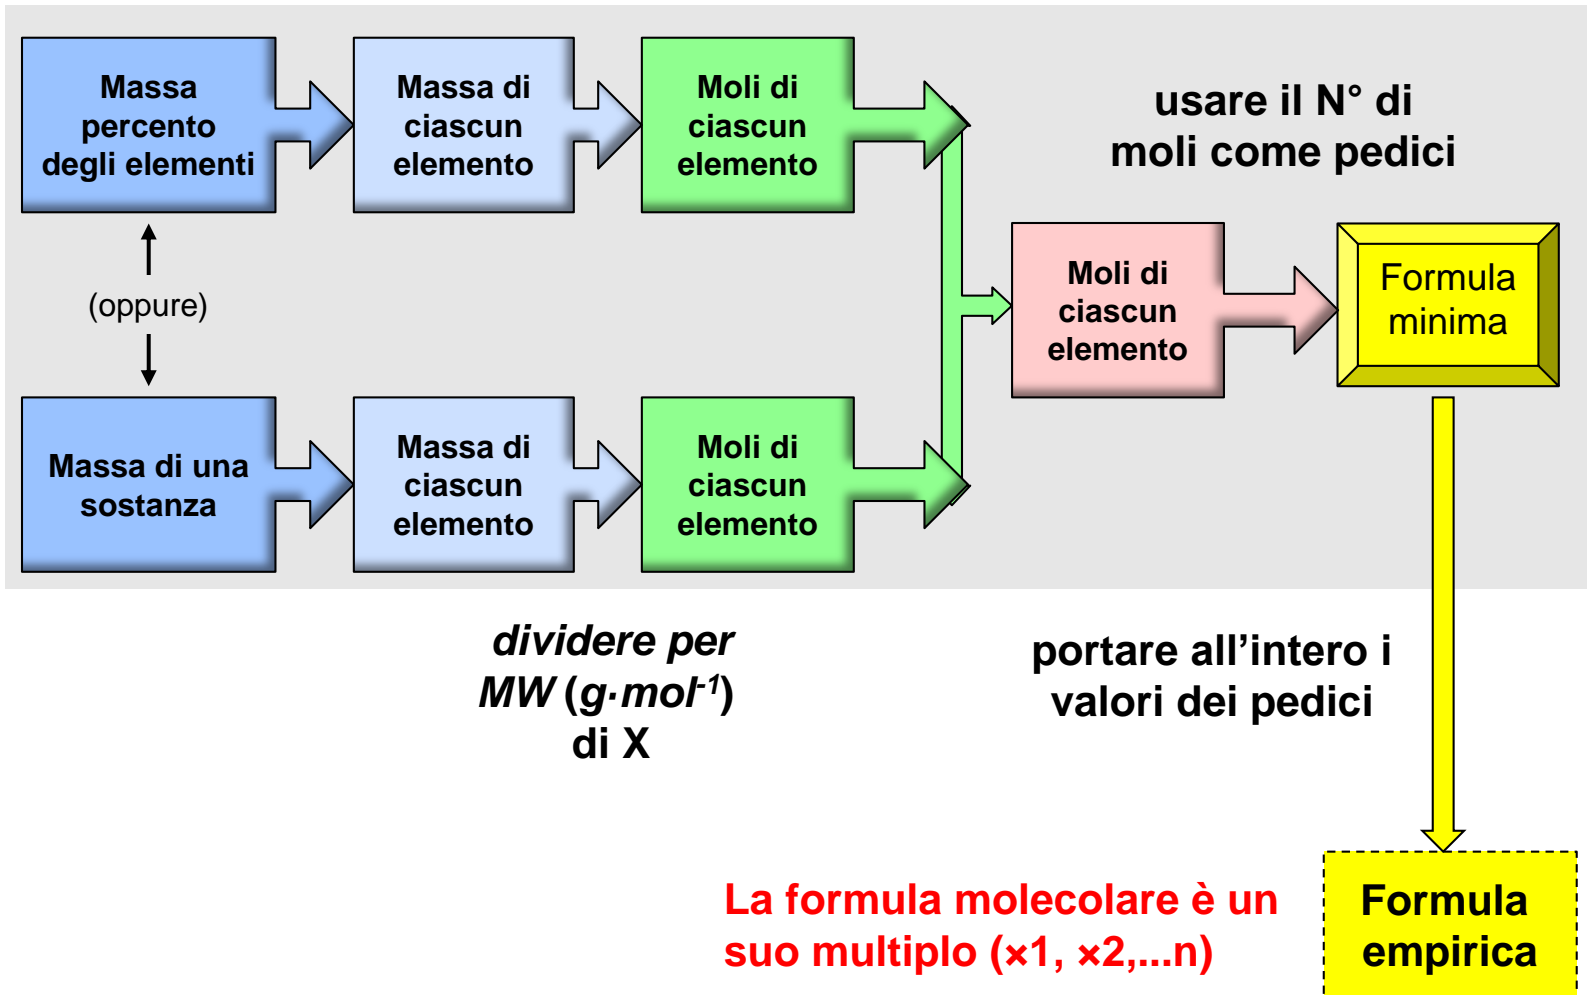 Massa
percento
degli elementi
Massa di
ciascun
elemento
Moli di
ciascun
elemento
usare il N° di
moli come pedici
(oppure)
Moli di
ciascun
elemento
Formula
minima
Massa di una
sostanza
Massa di
ciascun
elemento
Moli di
ciascun
elemento
dividere per
MW (g·mol⁻¹)
di X
portare all’intero i
valori dei pedici
La formula molecolare è un
suo multiplo (×1, ×2,...n)
Formula
empirica